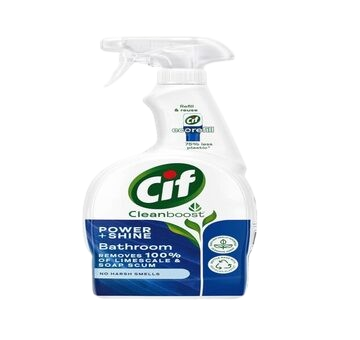 Refill &
reuse
Cif
ecorefill
75% less
plastic*
Cif
Cleanboost
POWER
+ SHINE
Bathroom
REMOVES 100%
OF LIMESCALE &
SOAP SCUM
NO HARSH SMELLS